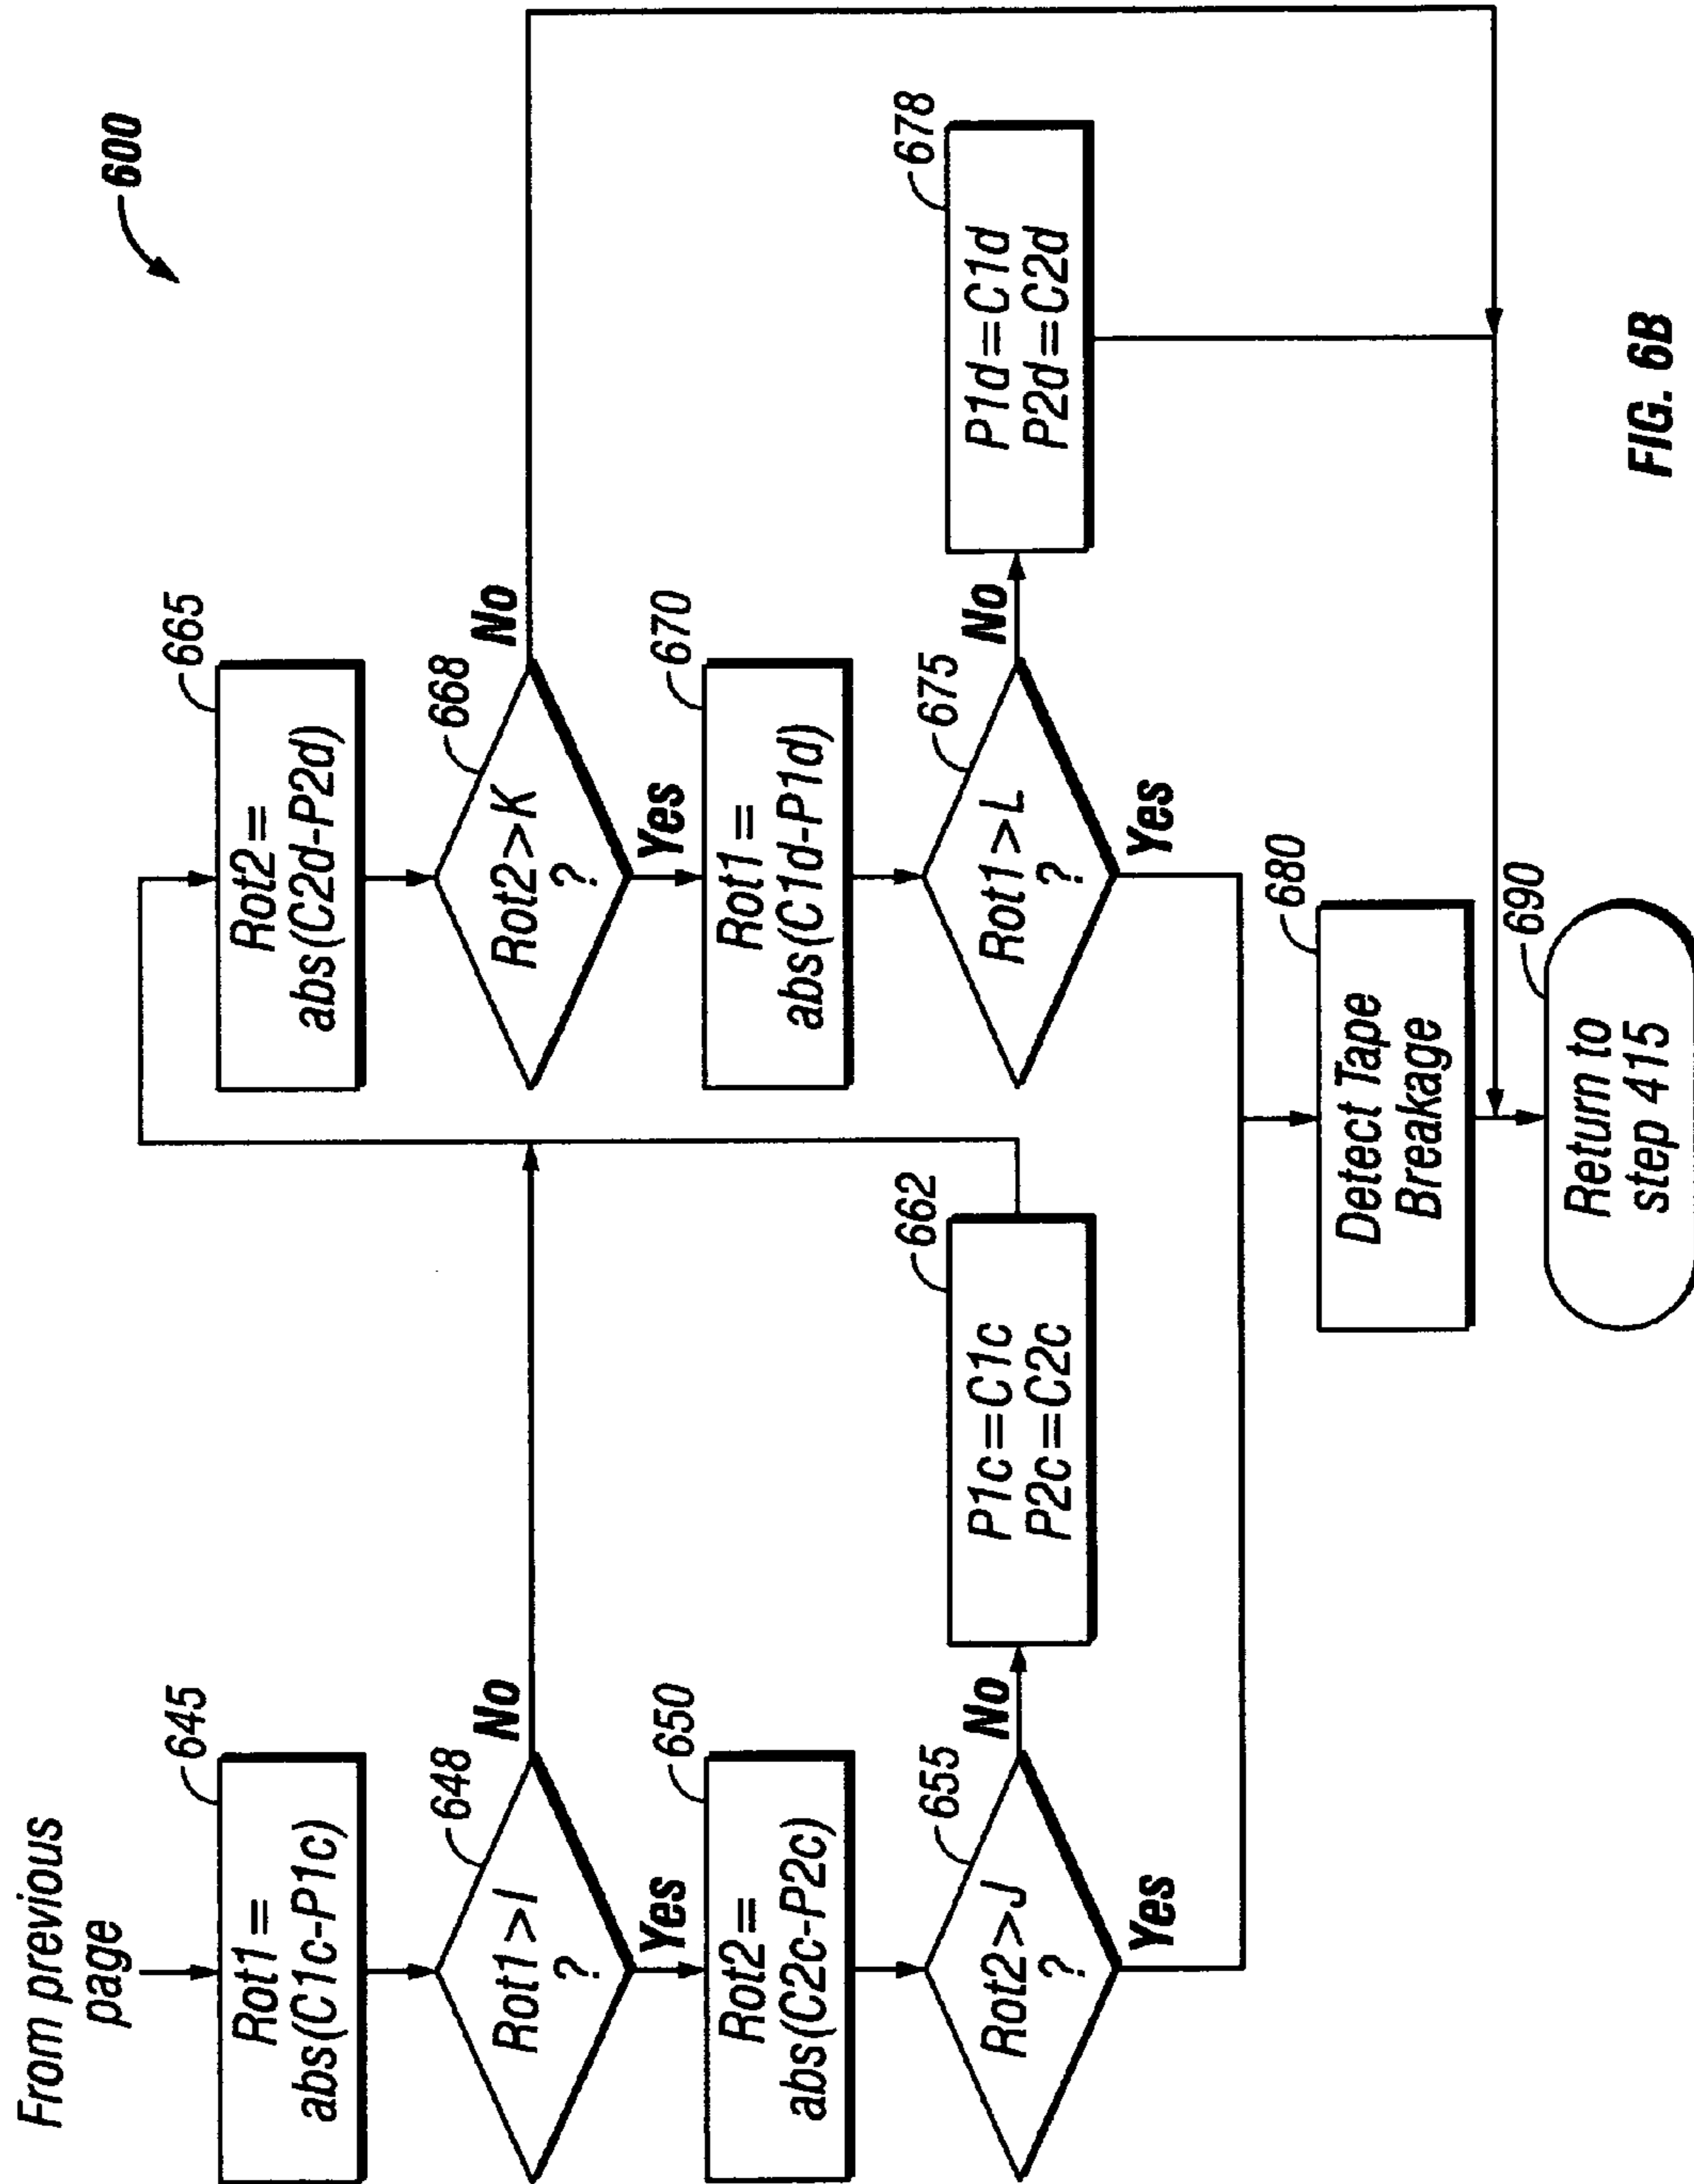 600
From previous
page
645
Rot1=
abs(C1c-P1c)
648
Rot1>I
?
No
Yes
650
Rot2=
abs(C2c-P2c)
655
Rot2>J
?
No
Yes
662
P1c=C1c
P2c=C2c
665
Rot2=
abs(C2d-P2d)
668
Rot2>K
?
No
Yes
670
Rot1=
abs(C1d-P1d)
675
Rot1>L
?
No
Yes
678
P1d=C1d
P2d=C2d
680
Detect Tape
Breakage
690
Return to
step 415
FIG. 6B